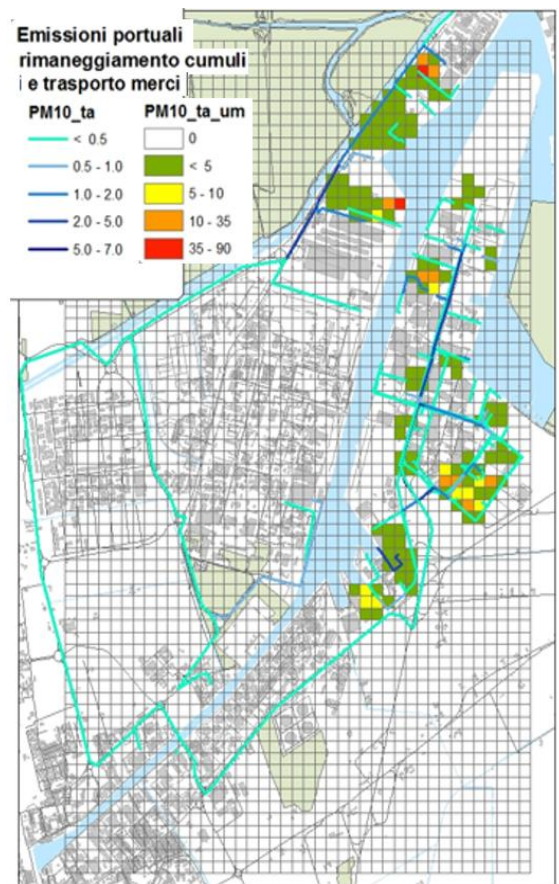 Emissioni portuali
rimaneggiamento cumuli
i e trasporto merci
PM10_ta PM10_ta_um
< 0.5 0
0.5 - 1.0 < 5
1.0 - 2.0 5 - 10
2.0 - 5.0 10 - 35
5.0 - 7.0 35 - 90